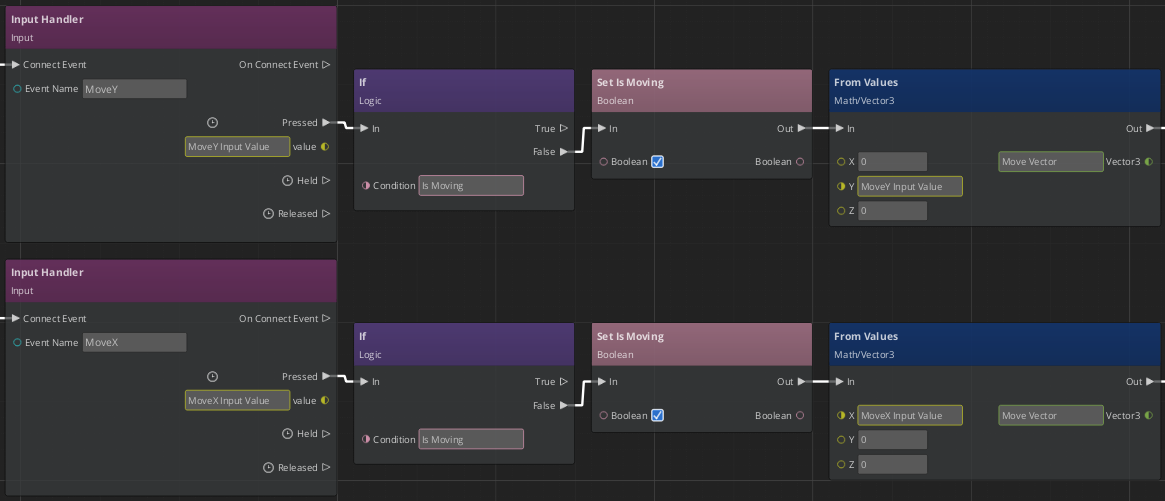 Input Handler
Input
Connect Event
On Connect Event
Event Name
MoveY
Pressed
MoveY Input Value
value
Held
Released
If
Logic
In
True
False
Condition
Is Moving
Set Is Moving
Boolean
In
Out
Boolean
Boolean
From Values
Math/Vector3
In
Out
X
0
Move Vector
Vector3
Y
MoveY Input Value
Z
0
Input Handler
Input
Connect Event
On Connect Event
Event Name
MoveX
Pressed
MoveX Input Value
value
Held
Released
If
Logic
In
True
False
Condition
Is Moving
Set Is Moving
Boolean
In
Out
Boolean
Boolean
From Values
Math/Vector3
In
Out
X
MoveX Input Value
Move Vector
Vector3
Y
0
Z
0